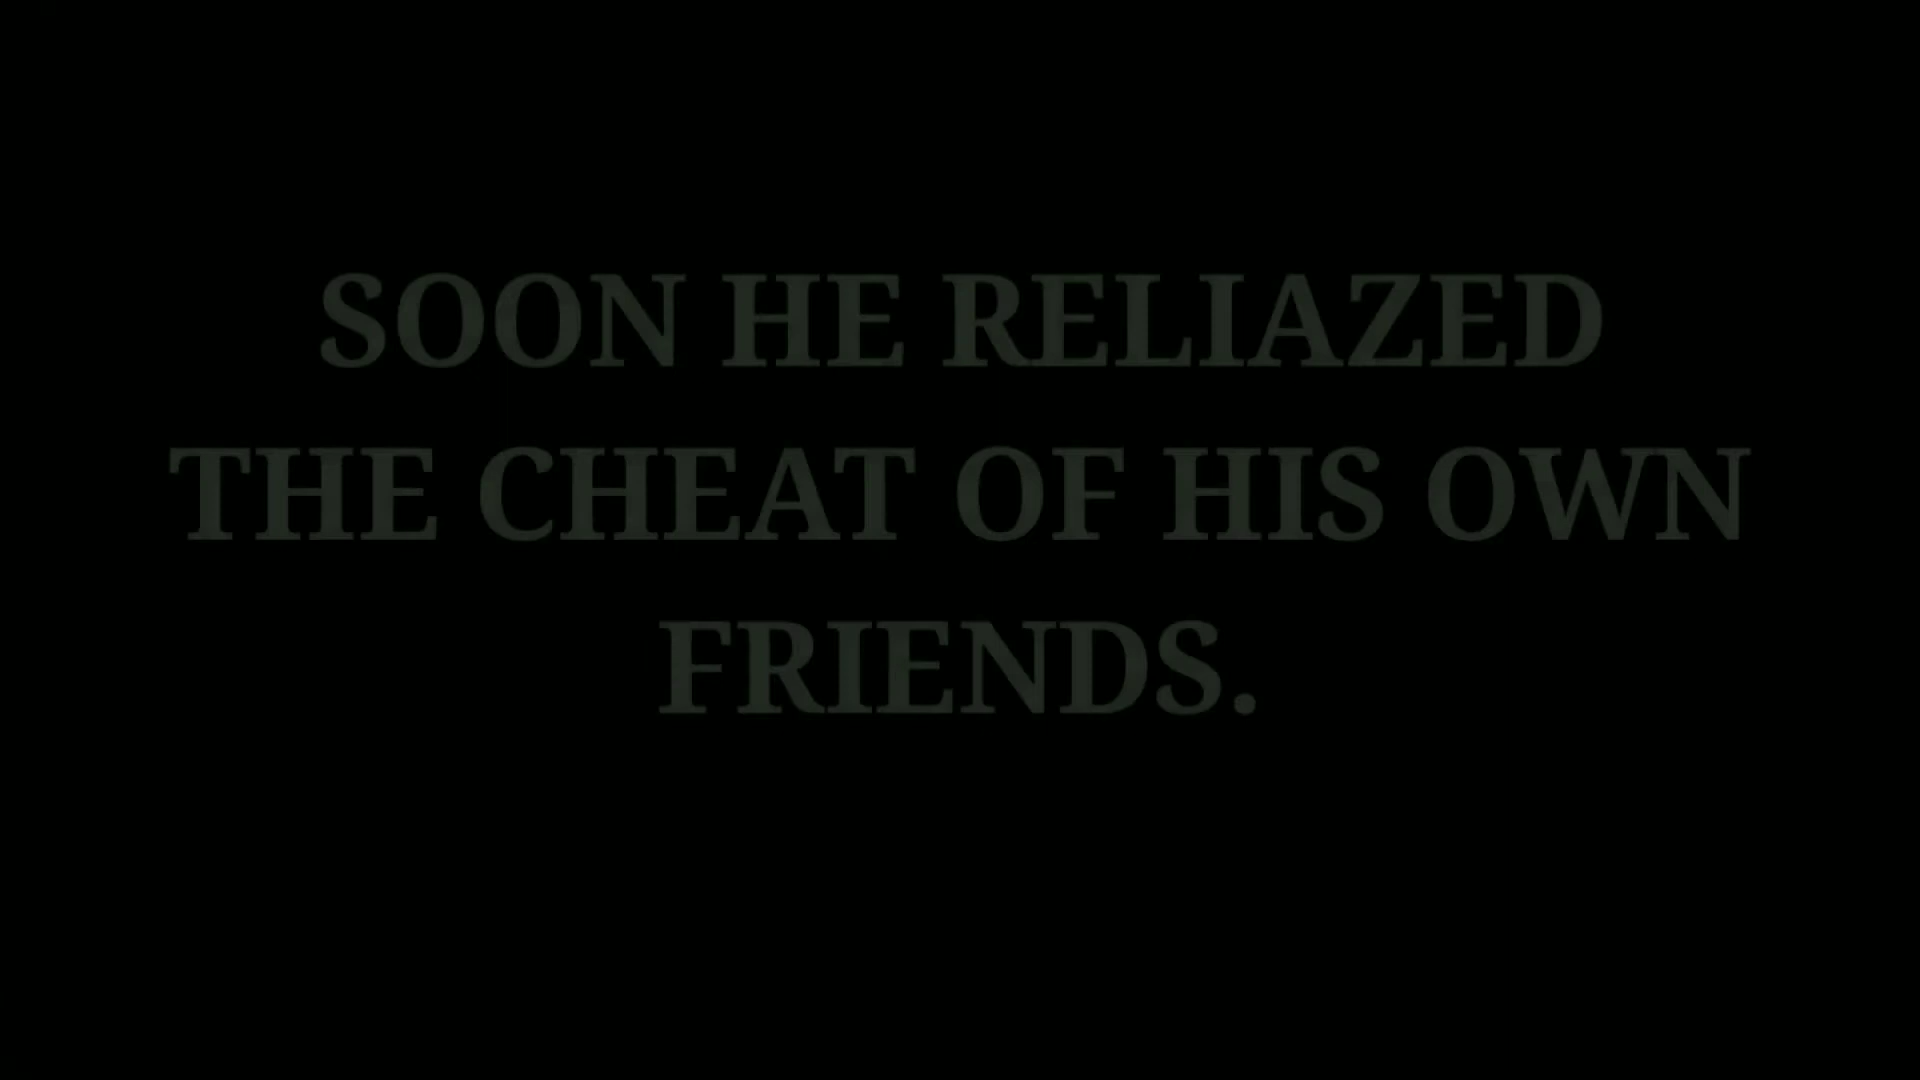 SOON HE RELIAZED
THE CHEAT OF HIS OWN
FRIENDS.